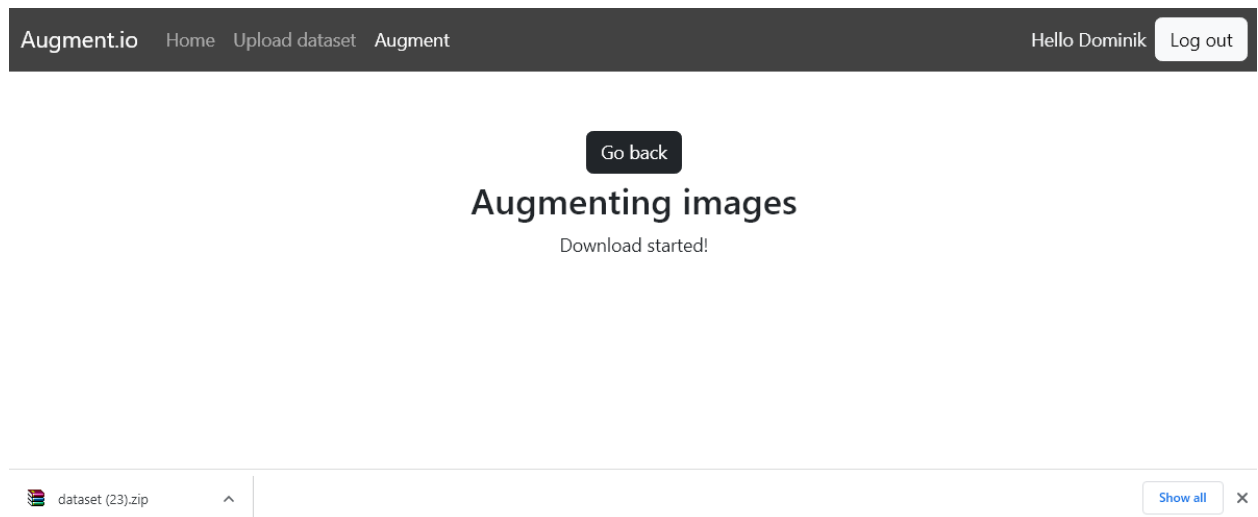 Augment.io Home Upload dataset Augment Hello Dominik Log out
Go back
Augmenting images
Download started!
dataset (23).zip Show all